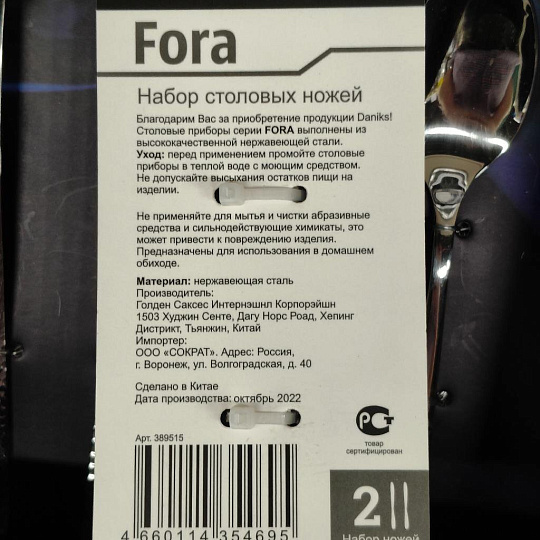 Fora
Набор столовых ножей
Благодарим Вас за приобретение продукции Daniks!
Столовые приборы серии FORA выполнены из
высококачественной нержавеющей стали.
Уход: перед применением промойте столовые
приборы в теплой воде с моющим средством.
Не допускайте высыхания остатков пищи на
изделии.
Не применяйте для мытья и чистки абразивные
средства и сильнодействующие химикаты, это
может привести к повреждению изделия.
Предназначены для использования в домашнем
обиходе.
Материал: нержавеющая сталь
Производитель:
Голден Саксес Интернэшнл Корпорэйшн
1503 Худжин Сенте, Дагу Норс Роад, Хепинг
Дистрикт, Тьянжин, Китай
Импортер:
ООО «СОКРАТ». Адрес: Россия,
г. Воронеж, ул. Волгоградская, д. 40
Сделано в Китае
Дата производства: октябрь 2022
РСТ
товар
сертифицирован
Арт. 389515
4 660114 354695
2
Набор ножей